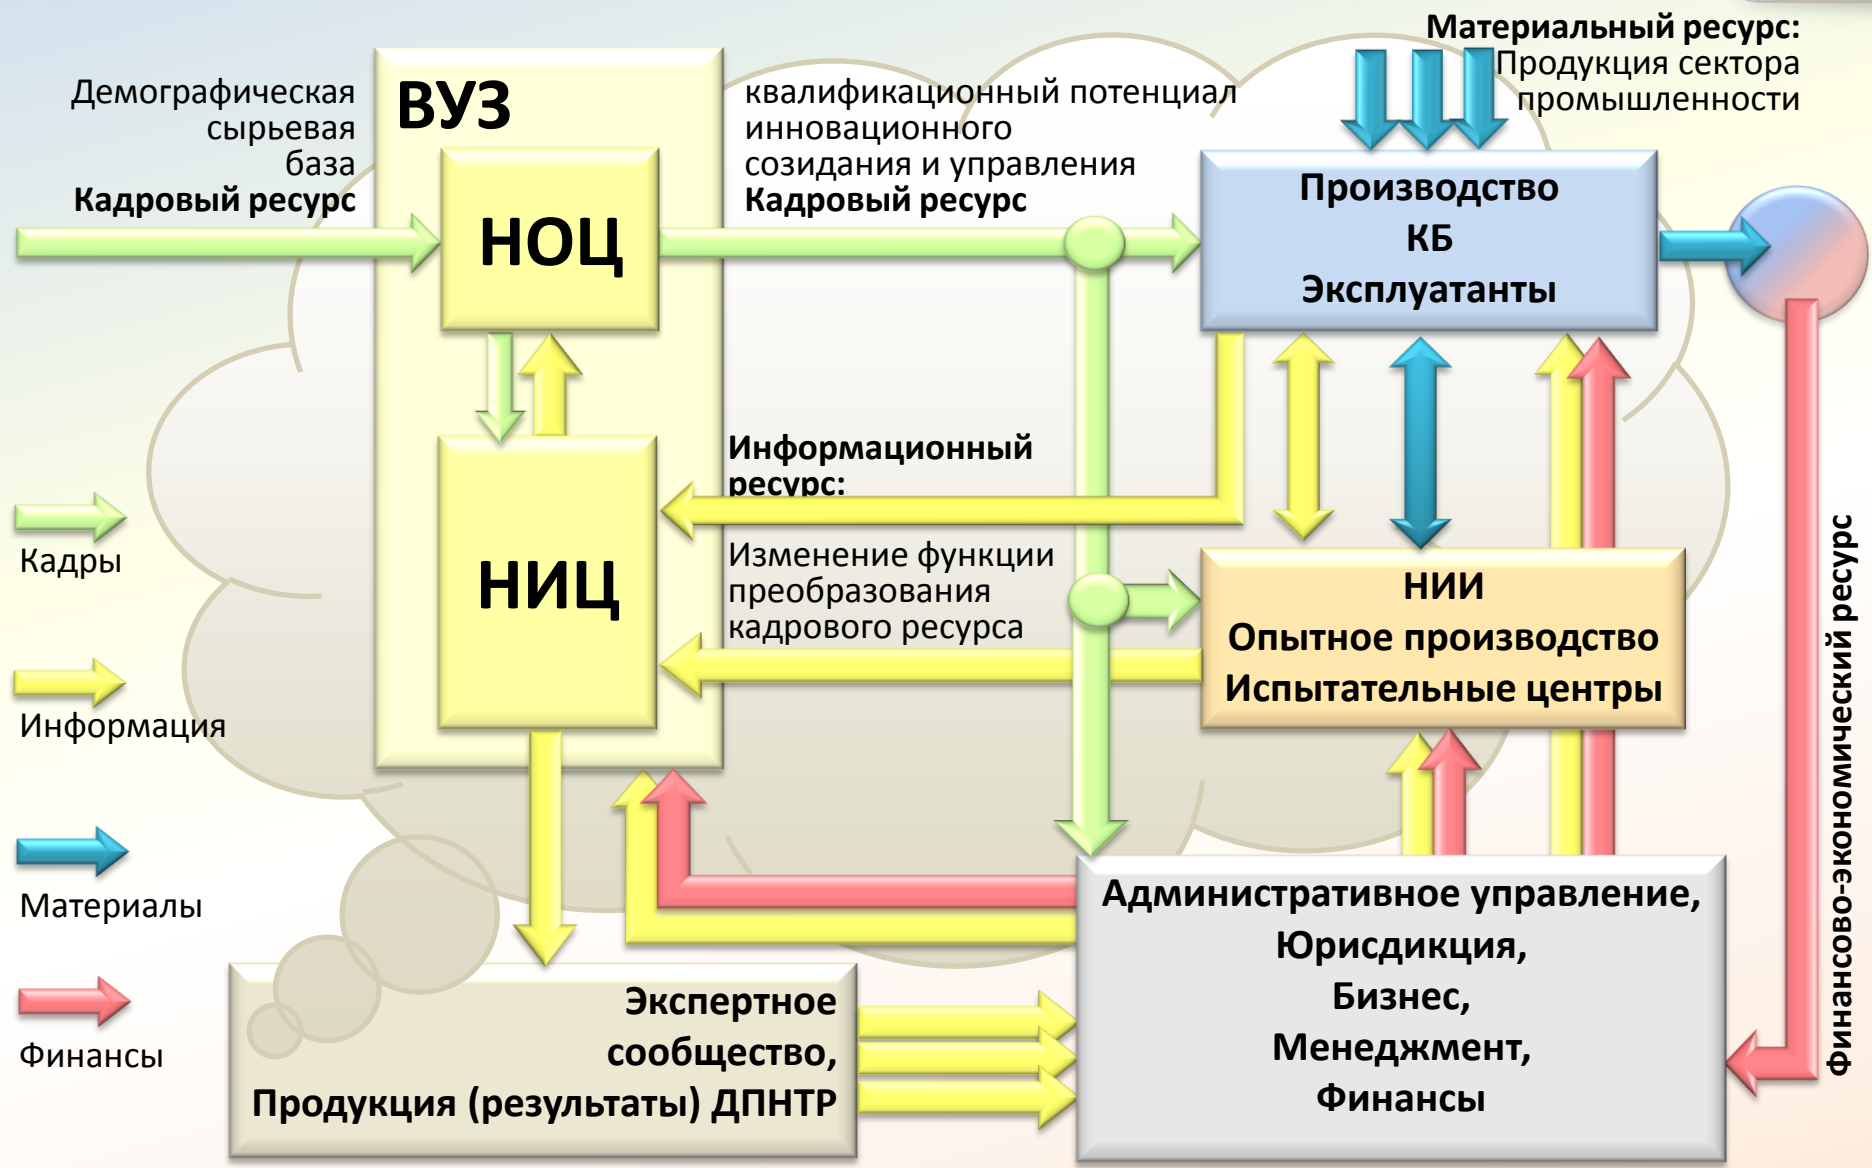 Материальный ресурс:
Продукция сектора
промышленности
Демографическая
сырьевая
база
Кадровый ресурс
ВУЗ
НОЦ
квалификационный потенциал
инновационного
созидания и управления
Кадровый ресурс
Производство
КБ
Эксплуатанты
Информационный
ресурс:
НИЦ
Изменение функции
преобразования
кадрового ресурса
НИИ
Опытное производство
Испытательные центры
Кадры
Информация
Материалы
Финансы
Финансово-экономический ресурс
Административное управление,
Юрисдикция,
Бизнес,
Менеджмент,
Финансы
Экспертное
сообщество,
Продукция (результаты) ДПНТР